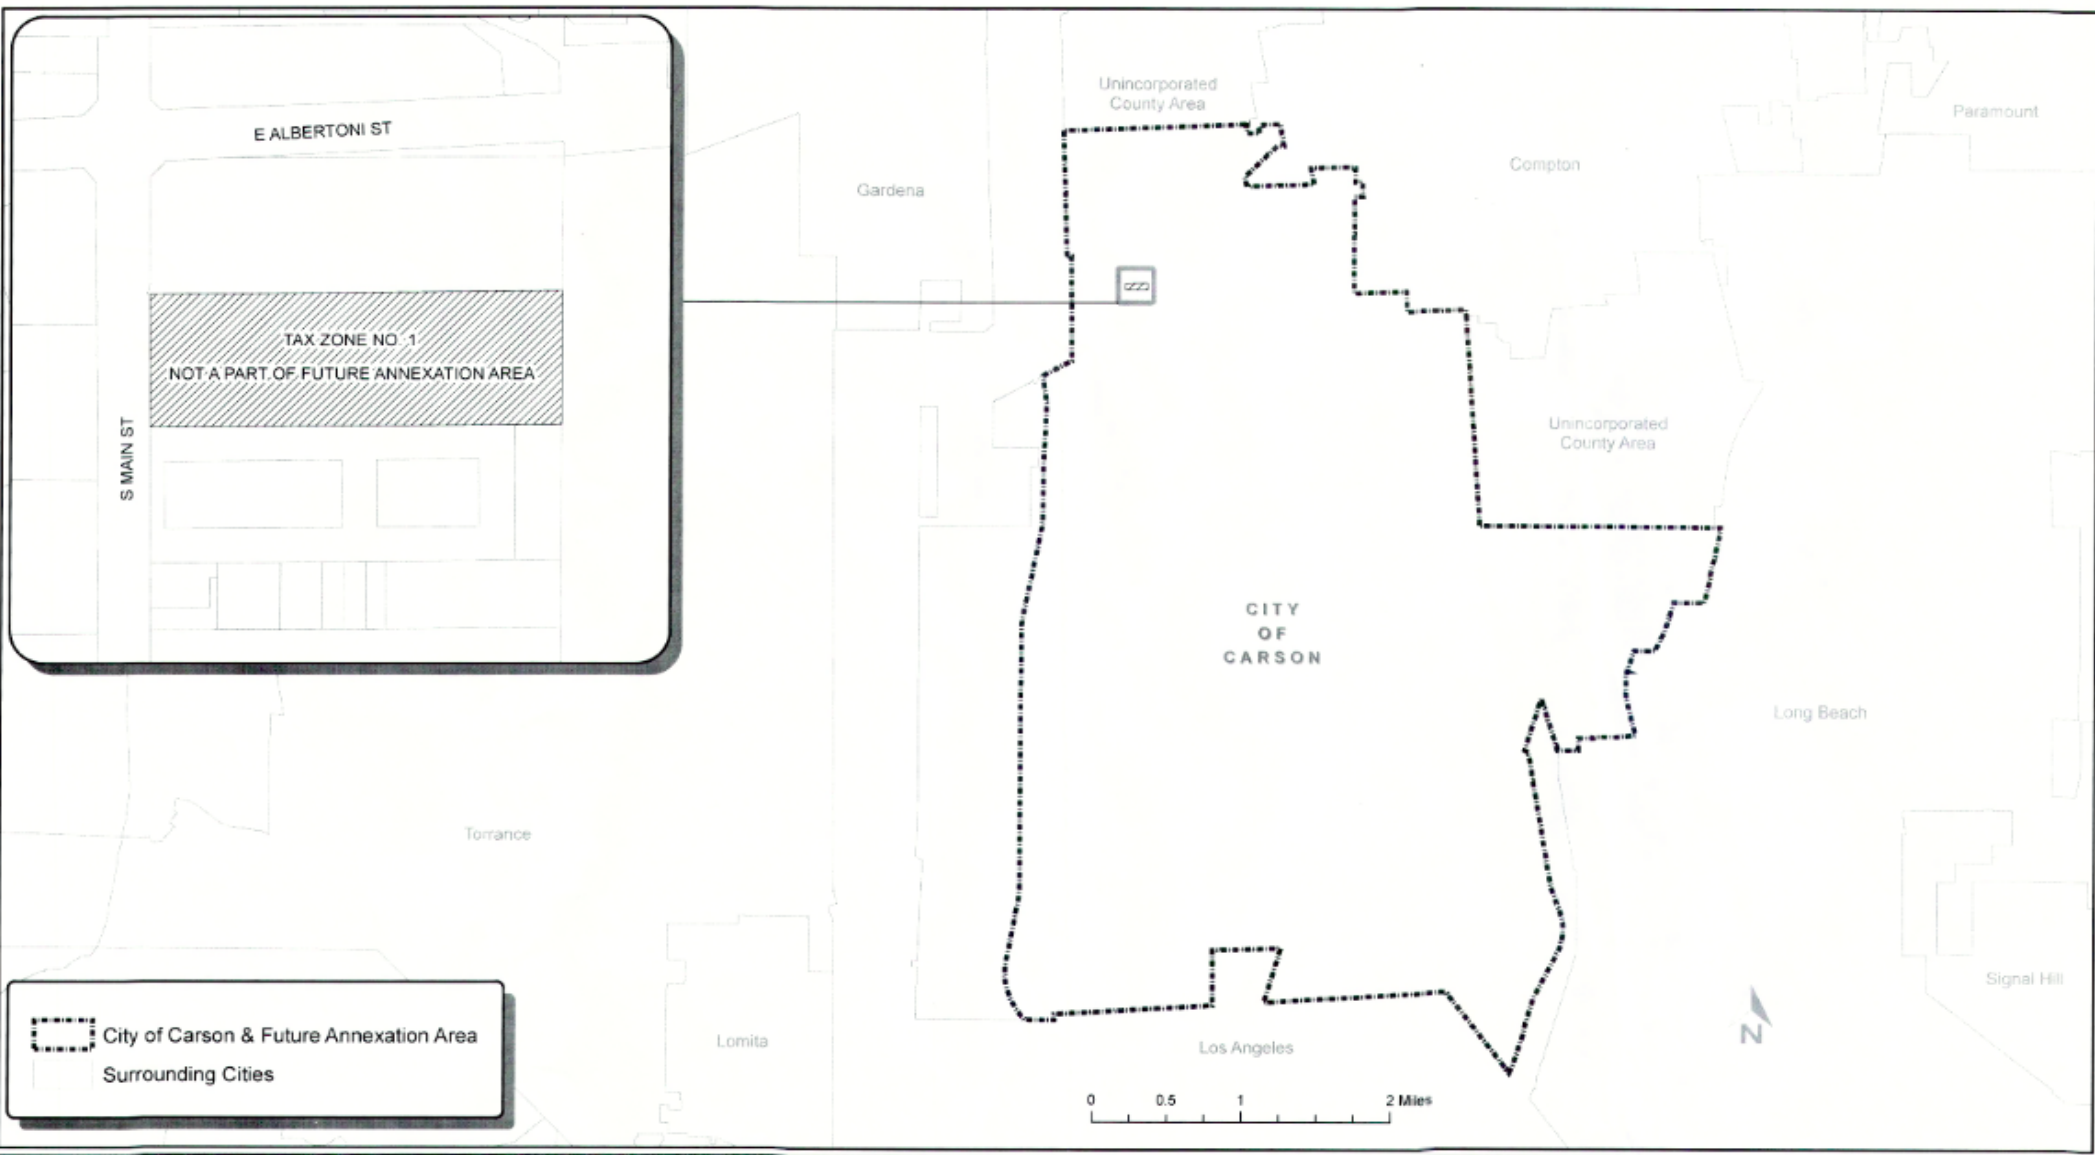 E ALBERTONI ST
TAX ZONE NO. 1
NOT A PART OF FUTURE ANNEXATION AREA
S MAIN ST
Unincorporated
County Area
Paramount
Compton
Gardena
Unincorporated
County Area
CITY
OF
CARSON
Long Beach
Torrance
Signal Hill
Lomita
Los Angeles
N
0 0.5 1 2 Miles
City of Carson & Future Annexation Area
Surrounding Cities